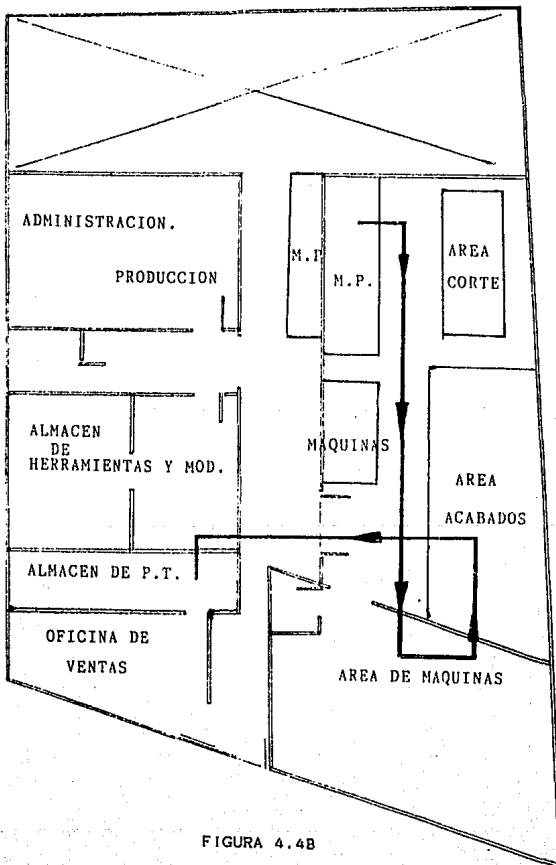 ADMINISTRACION.
PRODUCCION
M.P
M.P.
AREA
CORTE
ALMACEN
DE
HERRAMIENTAS Y MOD.
MAQUINAS
AREA
ACABADOS
ALMACEN DE P.T.
OFICINA DE
VENTAS
AREA DE MAQUINAS
FIGURA 4.4B